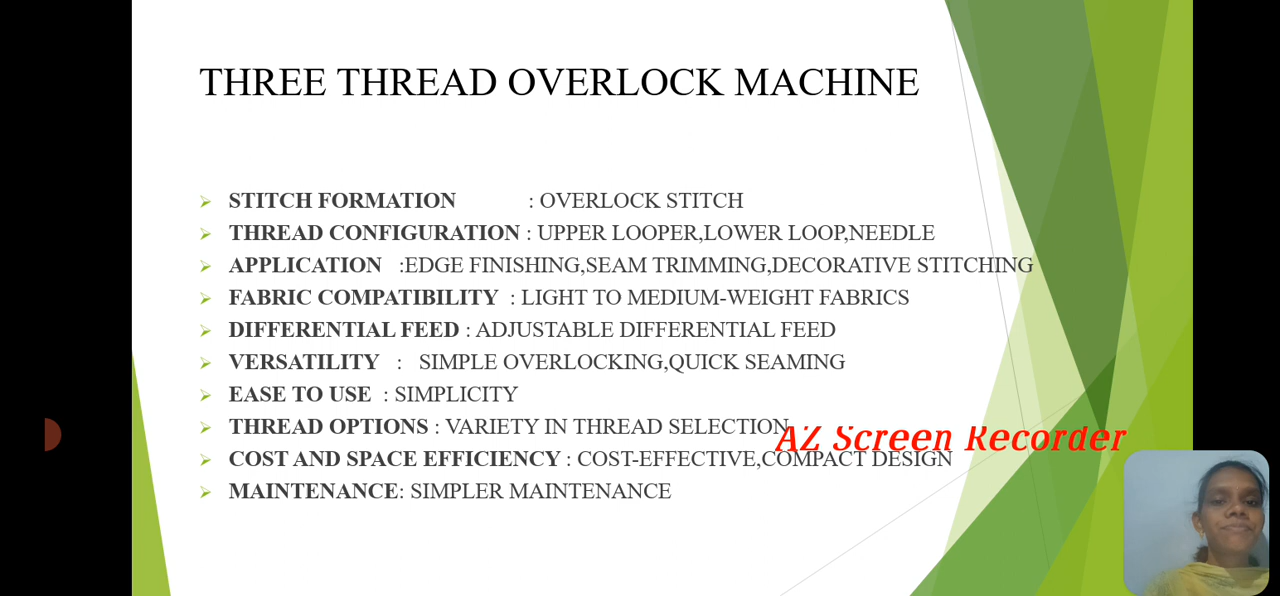 THREE THREAD OVERLOCK MACHINE
STITCH FORMATION : OVERLOCK STITCH
THREAD CONFIGURATION : UPPER LOOPER,LOWER LOOP,NEEDLE
APPLICATION :EDGE FINISHING,SEAM TRIMMING,DECORATIVE STITCHING
FABRIC COMPATIBILITY : LIGHT TO MEDIUM-WEIGHT FABRICS
DIFFERENTIAL FEED : ADJUSTABLE DIFFERENTIAL FEED
VERSATILITY : SIMPLE OVERLOCKING,QUICK SEAMING
EASE TO USE : SIMPLICITY
THREAD OPTIONS : VARIETY IN THREAD SELECTION
AZ Screen Recorder
COST AND SPACE EFFICIENCY : COST-EFFECTIVE,COMPACT DESIGN
MAINTENANCE: SIMPLER MAINTENANCE